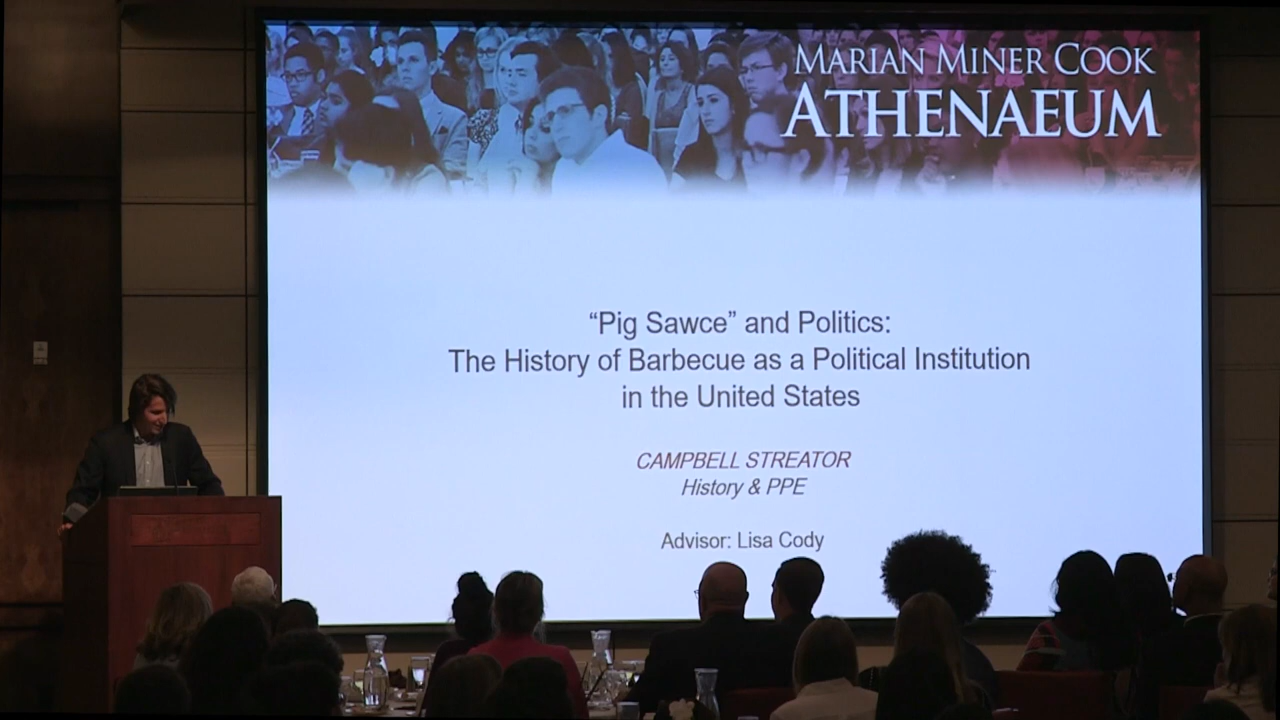 MARIAN MINER COOK
ATHENAEUM
“Pig Sawce” and Politics:
The History of Barbecue as a Political Institution
in the United States
CAMPBELL STREATOR
History & PPE
Advisor: Lisa Cody